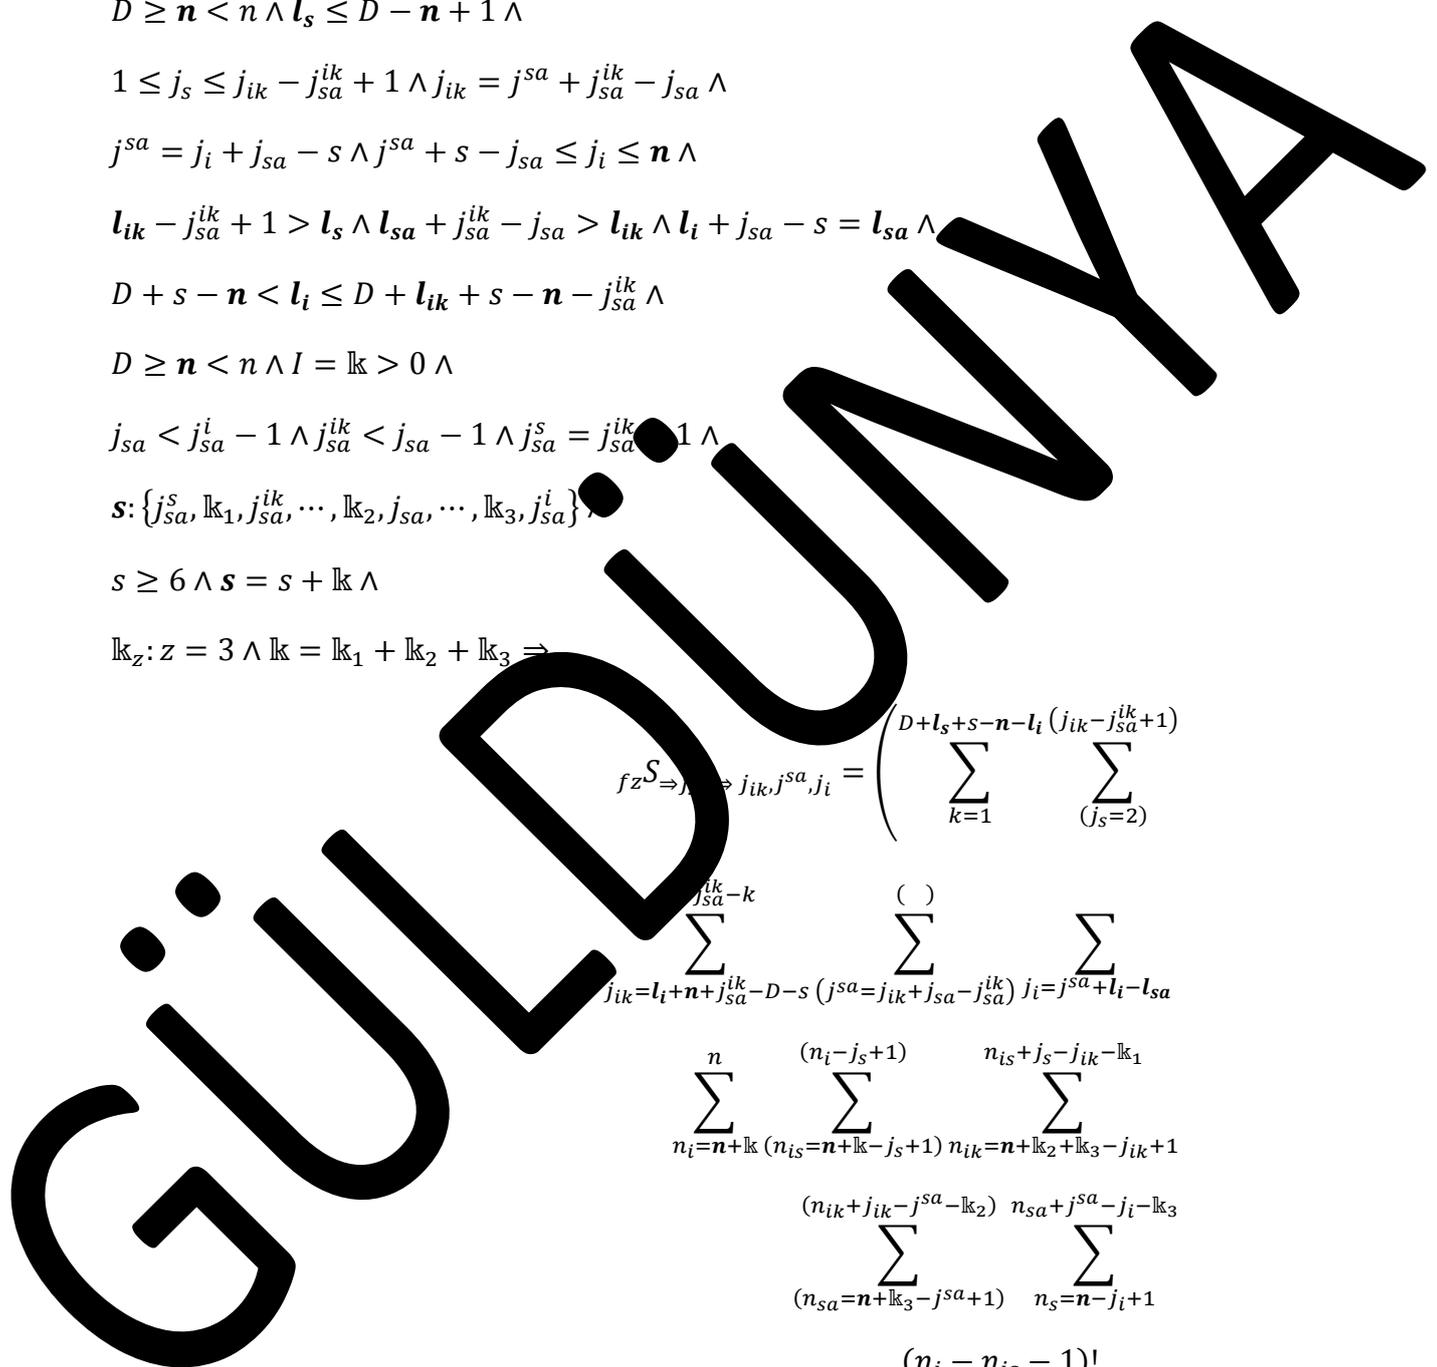 D ≥ 𝒏 < n ∧ 𝒍ₛ ≤ D − 𝒏 + 1 ∧
1 ≤ j_s ≤ j_{ik} − j_{sa}^{ik} + 1 ∧ j_{ik} = j^{sa} + j_{sa}^{ik} − j_{sa} ∧
j^{sa} = j_i + j_{sa} − s ∧ j^{sa} + s − j_{sa} ≤ j_i ≤ 𝒏 ∧
𝒍_{ik} − j_{sa}^{ik} + 1 > 𝒍_s ∧ 𝒍_{sa} + j_{sa}^{ik} − j_{sa} > 𝒍_{ik} ∧ 𝒍_i + j_{sa} − s = 𝒍_{sa} ∧
D + s − 𝒏 < 𝒍_i ≤ D + 𝒍_{ik} + s − 𝒏 − j_{sa}^{ik} ∧
D ≥ 𝒏 < n ∧ I = 𝕜 > 0 ∧
j_{sa} < j_{sa}^{i} − 1 ∧ j_{sa}^{ik} < j_{sa} − 1 ∧ j_{sa}^{s} = j_{sa}^{ik} 1 ∧
𝒔: {j_{sa}^{s}, 𝕜_1, j_{sa}^{ik}, ⋯ , 𝕜_2, j_{sa}, ⋯ , 𝕜_3, j_{sa}^{i}} ∧
s ≥ 6 ∧ 𝒔 = s + 𝕜 ∧
𝕜_z: z = 3 ∧ 𝕜 = 𝕜_1 + 𝕜_2 + 𝕜_3 ⇒
_{fz}S_{⇒ ⇒ j_{ik}, j^{sa}, j_i} = ( ∑_{k=1}^{D+𝒍_s+s−𝒏−𝒍_i} ∑_{(j_s=2)}^{(j_{ik}−j_{sa}^{ik}+1)}
∑_{j_{ik}=𝒍_i+𝒏+j_{sa}^{ik}−D−s}^{j_{sa}^{ik}−k} ∑_{(j^{sa}=j_{ik}+j_{sa}−j_{sa}^{ik})}^{( )} ∑_{j_i=j^{sa}+𝒍_i−𝒍_{sa}}
∑_{n_i=𝒏+𝕜}^{n} ∑_{(n_{is}=𝒏+𝕜−j_s+1)}^{(n_i−j_s+1)} ∑_{n_{ik}=𝒏+𝕜_2+𝕜_3−j_{ik}+1}^{n_{is}+j_s−j_{ik}−𝕜_1}
∑_{(n_{sa}=𝒏+𝕜_3−j^{sa}+1)}^{(n_{ik}+j_{ik}−j^{sa}−𝕜_2)} ∑_{n_s=𝒏−j_i+1}^{n_{sa}+j^{sa}−j_i−𝕜_3}
(n_i − n_{is} − 1)!
GÜLDÜNYA